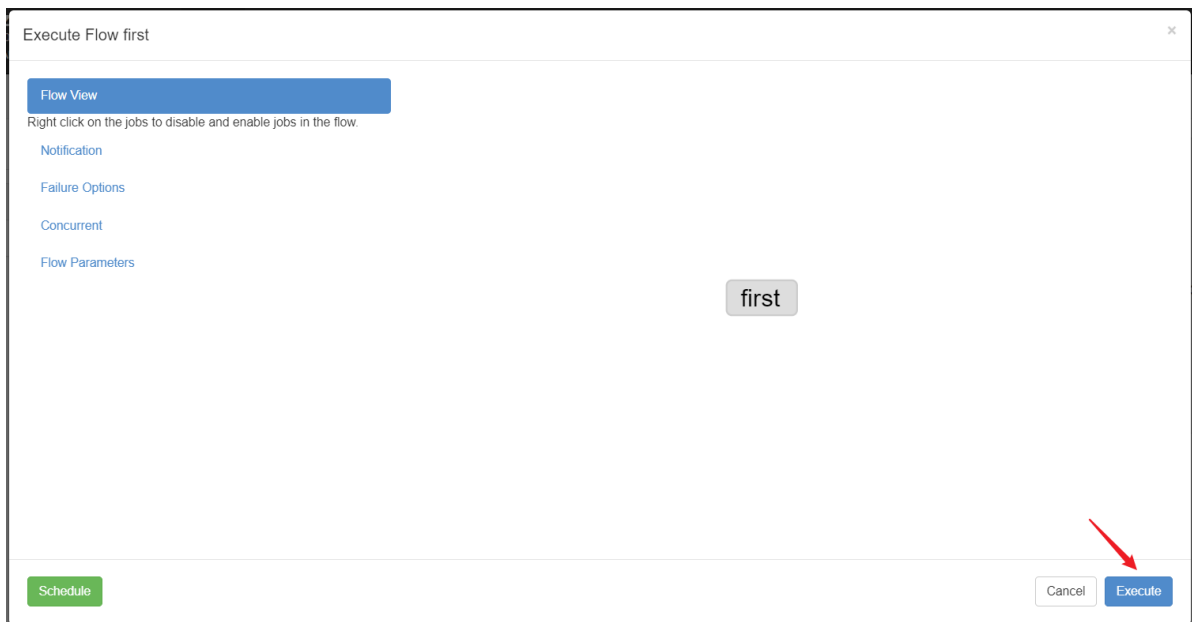 Execute Flow first
×
Flow View
Right click on the jobs to disable and enable jobs in the flow.
Notification
Failure Options
Concurrent
Flow Parameters
first
Schedule
Cancel
Execute